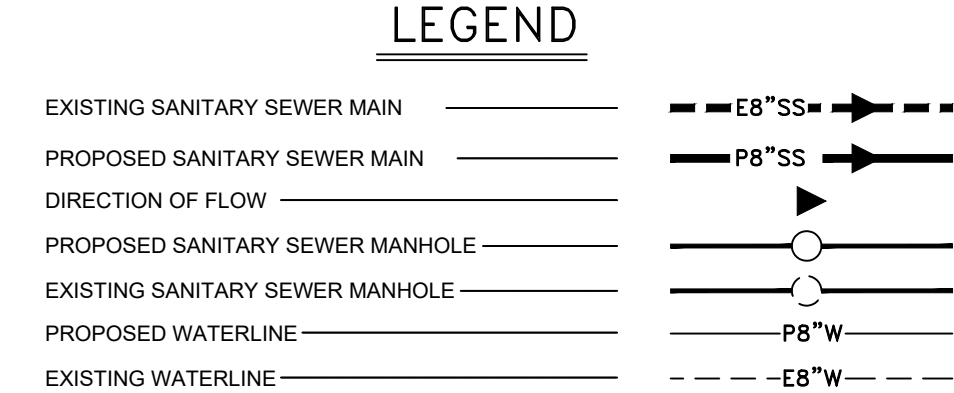 LEGEND
EXISTING SANITARY SEWER MAIN E8”SS
PROPOSED SANITARY SEWER MAIN P8”SS
DIRECTION OF FLOW
PROPOSED SANITARY SEWER MANHOLE
EXISTING SANITARY SEWER MANHOLE
PROPOSED WATERLINE P8”W
EXISTING WATERLINE E8”W